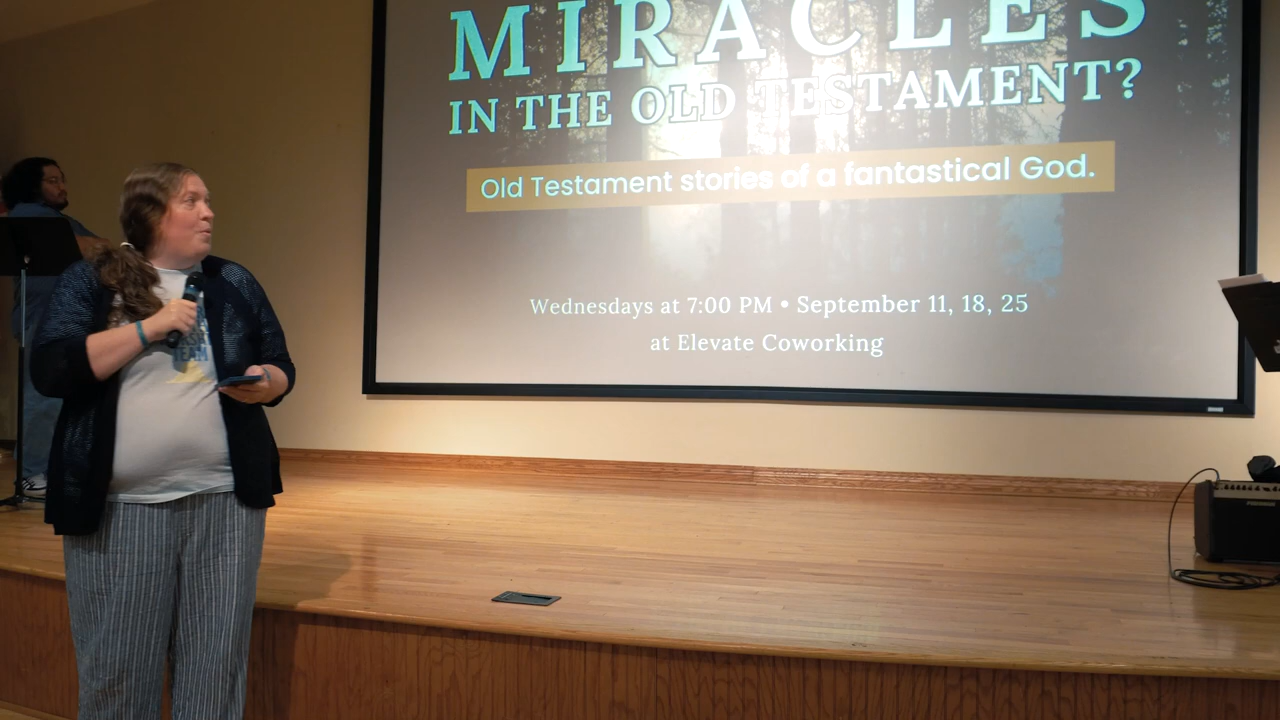 MIRACLES
IN THE OLD TESTAMENT?
Old Testament stories of a fantastical God.
Wednesdays at 7:00 PM • September 11, 18, 25
at Elevate Coworking
TEAM